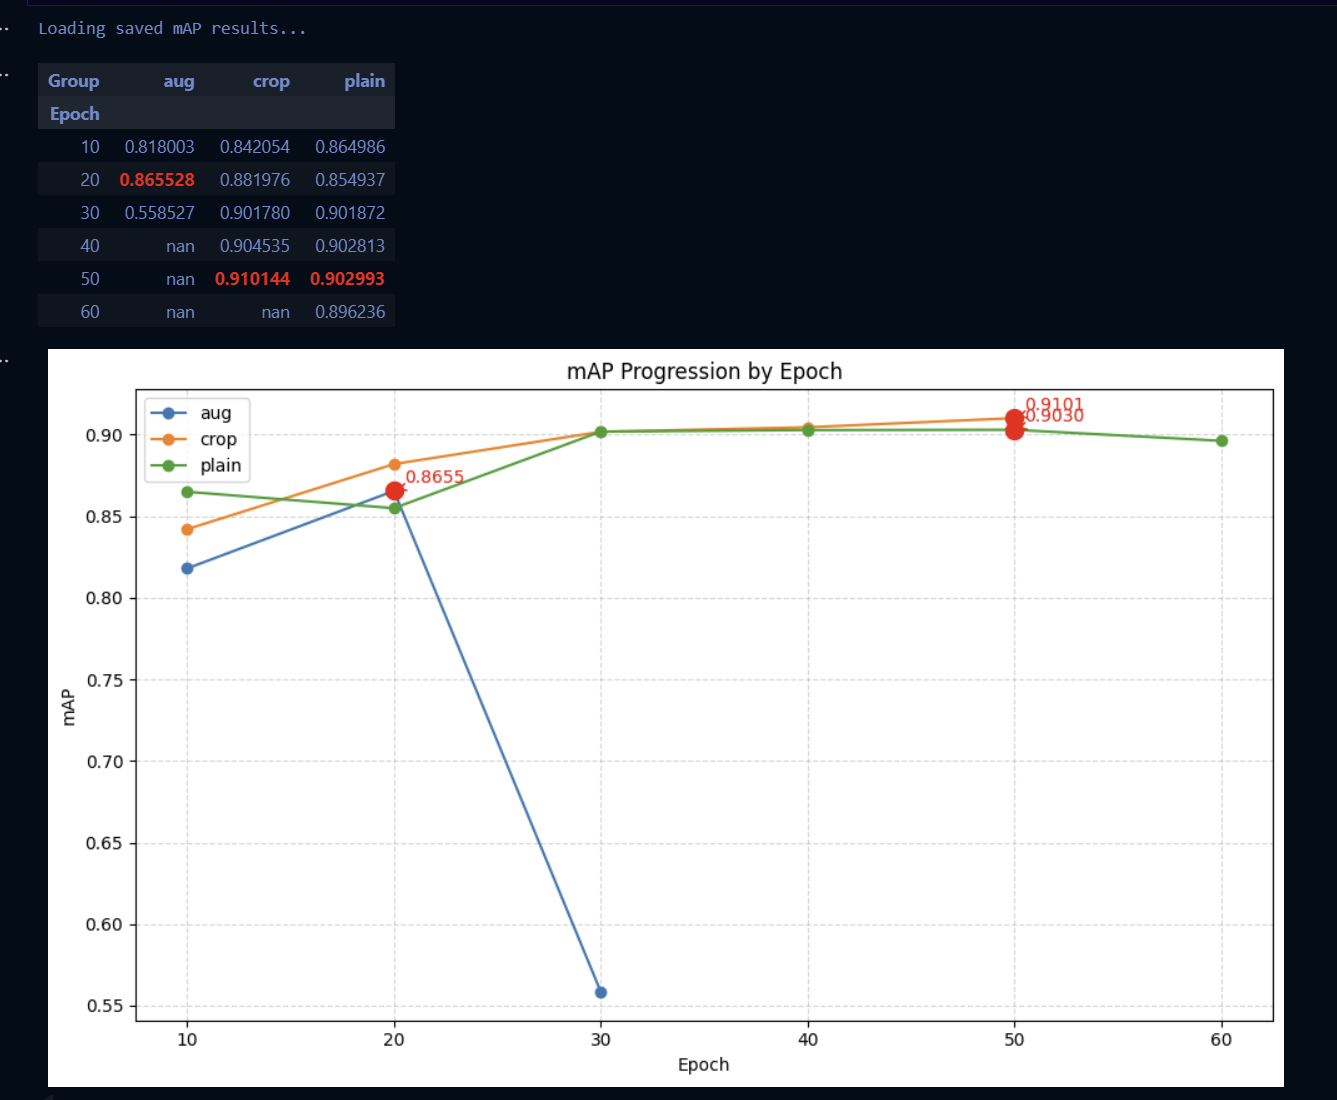 Loading saved mAP results...
Group aug crop plain
Epoch
10 0.818003 0.842054 0.864986
20 0.865528 0.881976 0.854937
30 0.558527 0.901780 0.901872
40 nan 0.904535 0.902813
50 nan 0.910144 0.902993
60 nan nan 0.896236
mAP Progression by Epoch
aug
crop
plain
0.9101
0.9030
0.8655
0.90
0.85
0.80
0.75
0.70
0.65
0.60
0.55
mAP
10 20 30 40 50 60
Epoch